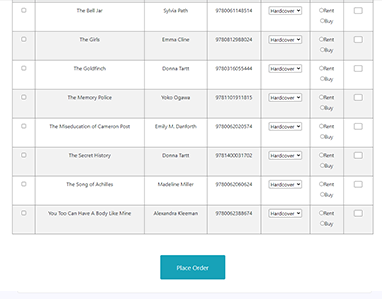 The Bell Jar Sylvia Path 9780061148514 Hardcover Rent
Buy
The Girls Emma Cline 9780812988024 Hardcover Rent
Buy
The Goldfinch Donna Tartt 9780316055444 Hardcover Rent
Buy
The Memory Police Yoko Ogawa 9781101911815 Hardcover Rent
Buy
The Miseducation of Cameron Post Emily M. Danforth 9780062020574 Hardcover Rent
Buy
The Secret History Donna Tartt 9781400031702 Hardcover Rent
Buy
The Song of Achilles Madeline Miller 9780062060624 Hardcover Rent
Buy
You Too Can Have A Body Like Mine Alexandra Kleeman 9780062388674 Hardcover Rent
Buy
Place Order